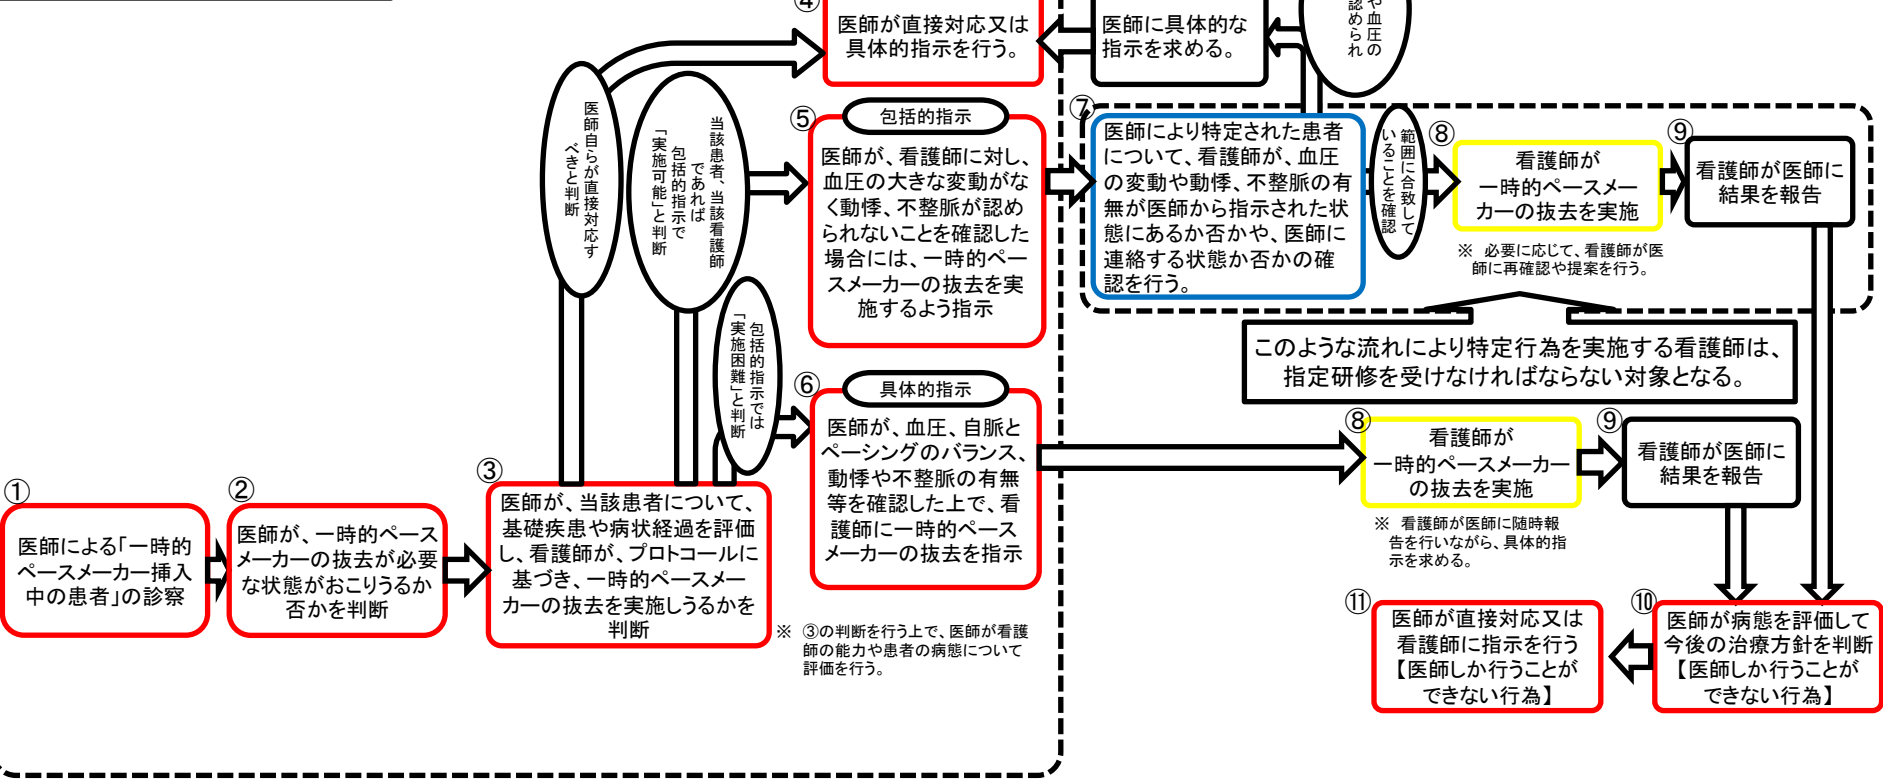 ④
医師が直接対応又は
具体的指示を行う。
医師に具体的な
指示を求める。
や血圧の
認められ
医師自らが直接対応す
べきと判断
当該患者、当該看護師
であれば
包括的指示で
「実施可能」と判断
包括的指示では
「実施困難」と判断
⑤
包括的指示
医師が、看護師に対し、
血圧の大きな変動がな
く動悸、不整脈が認め
られないことを確認した
場合には、一時的ペー
スメーカーの抜去を実
施するよう指示
⑦
医師により特定された患者
について、看護師が、血圧
の変動や動悸、不整脈の有
無が医師から指示された状
態にあるか否かや、医師に
連絡する状態か否かの確
認を行う。
範囲に合致して
いることを確認
⑧
看護師が
一時的ペースメー
カーの抜去を実施
※ 必要に応じて、看護師が医
師に再確認や提案を行う。
⑨
看護師が医師に
結果を報告
このような流れにより特定行為を実施する看護師は、
指定研修を受けなければならない対象となる。
⑥
具体的指示
医師が、血圧、自脈と
ペーシングのバランス、
動悸や不整脈の有無
等を確認した上で、看
護師に一時的ペース
メーカーの抜去を指示
⑧
看護師が
一時的ペースメーカー
の抜去を実施
※ 看護師が医師に随時報
告を行いながら、具体的指
示を求める。
⑨
看護師が医師に
結果を報告
①
医師による「一時的
ペースメーカー挿入
中の患者」の診察
②
医師が、一時的ペース
メーカーの抜去が必要
な状態がおこりうるか
否かを判断
③
医師が、当該患者について、
基礎疾患や病状経過を評価
し、看護師が、プロトコールに
基づき、一時的ペースメー
カーの抜去を実施しうるかを
判断
※ ③の判断を行う上で、医師が看護
師の能力や患者の病態について
評価を行う。
⑪
医師が直接対応又は
看護師に指示を行う
【医師しか行うことが
できない行為】
⑩
医師が病態を評価して
今後の治療方針を判断
【医師しか行うことが
できない行為】